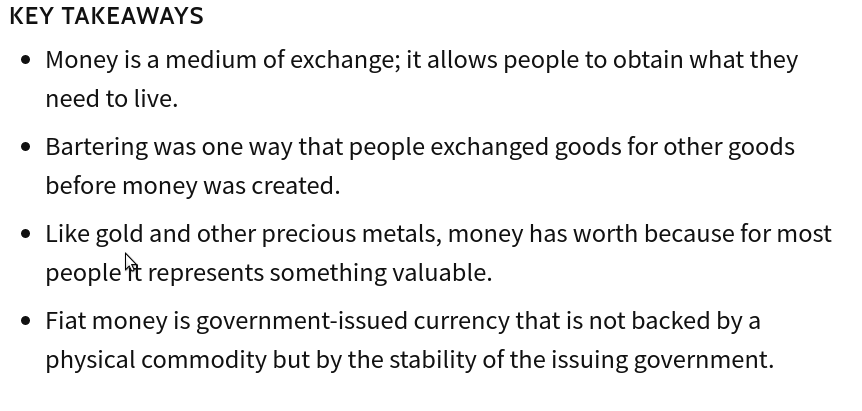 KEY TAKEAWAYS
• Money is a medium of exchange; it allows people to obtain what they
need to live.
• Bartering was one way that people exchanged goods for other goods
before money was created.
• Like gold and other precious metals, money has worth because for most
people it represents something valuable.
• Fiat money is government-issued currency that is not backed by a
physical commodity but by the stability of the issuing government.